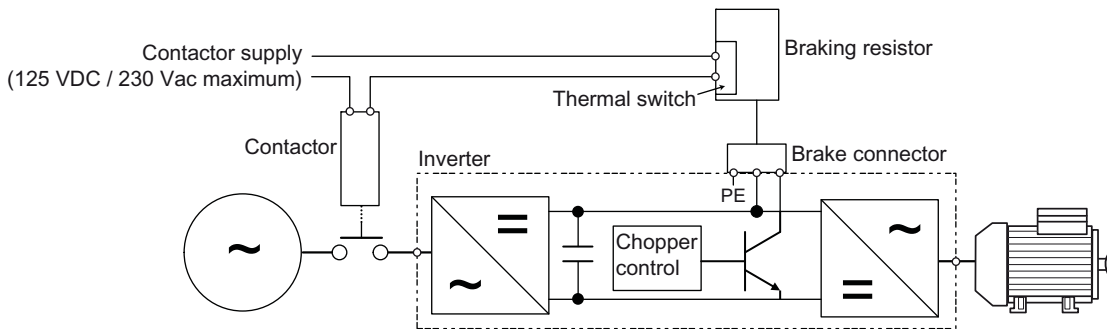 Contactor supply
(125 VDC / 230 Vac maximum)
Braking resistor
Thermal switch
Contactor
Inverter
Brake connector
PE
Chopper
control